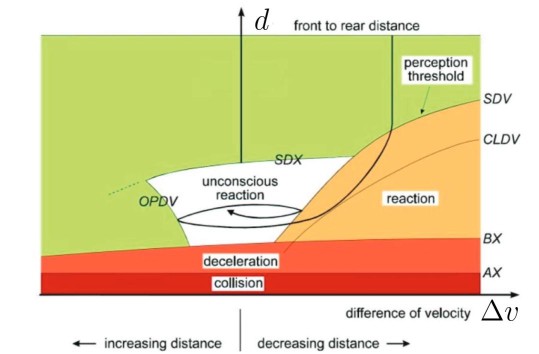 d
front to rear distance
perception
threshold
SDV
CLDV
SDX
unconscious
reaction
OPDV
reaction
BX
deceleration
AX
collision
difference of velocity Δv
← increasing distance
decreasing distance →